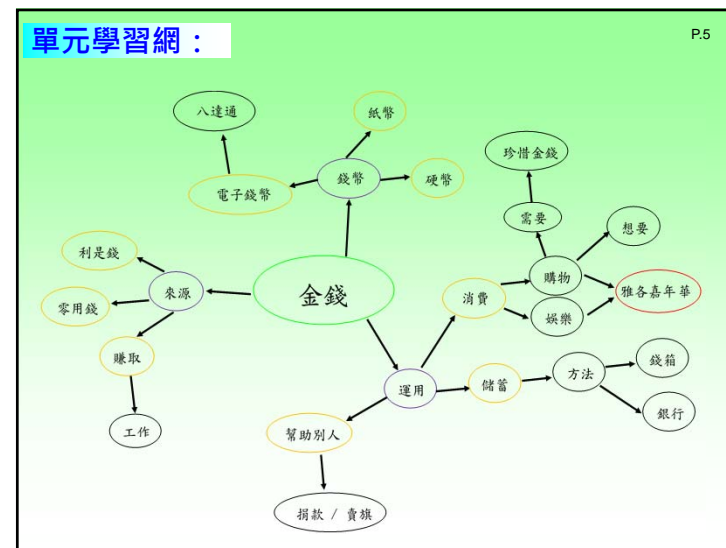 單元學習網：
P.5
八達通
紙幣
電子錢幣
錢幣
硬幣
珍惜金錢
需要
想要
利是錢
來源
零用錢
賺取
工作
金錢
消費
購物
娛樂
雅各嘉年華
運用
儲蓄
方法
錢箱
銀行
幫助別人
捐款 / 賣旗